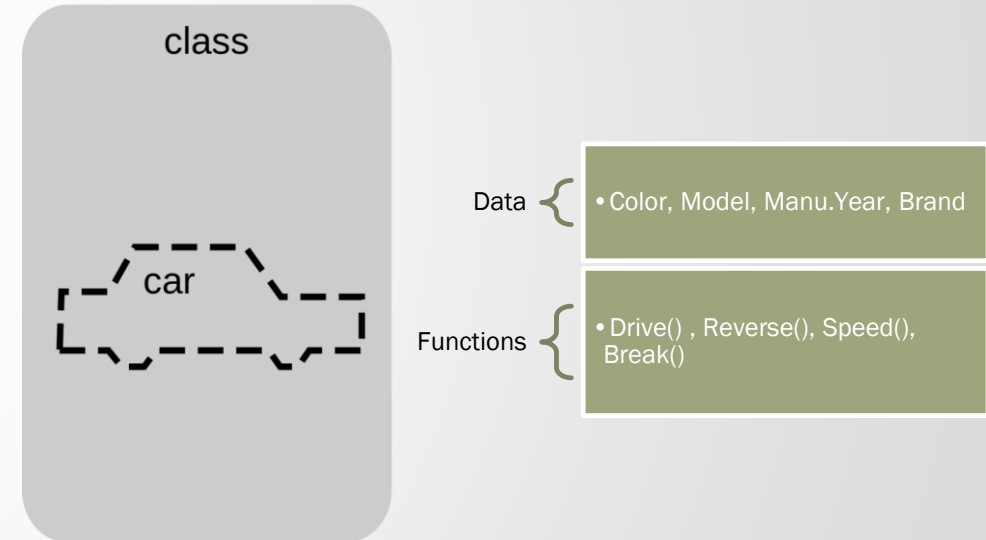 class
car
Data
• Color, Model, Manu.Year, Brand
Functions
• Drive() , Reverse(), Speed(),
Break()